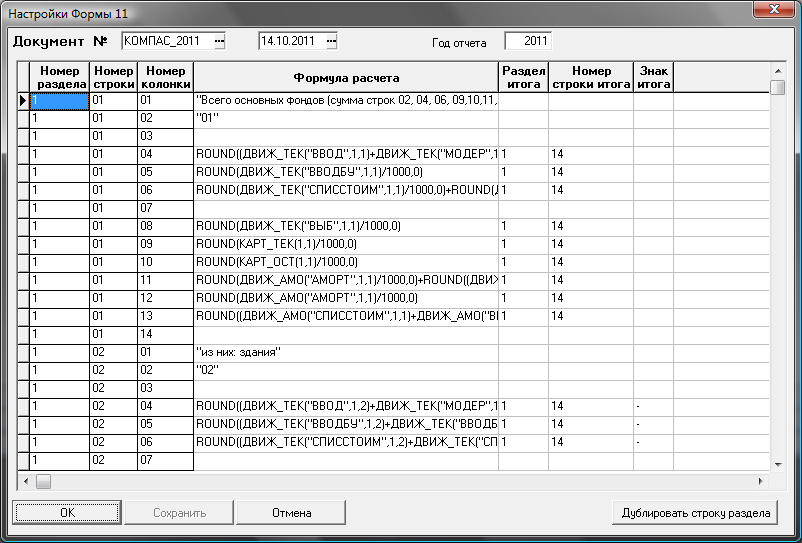 Настройки Формы 11
Документ № КОМПАС_2011 ... 14.10.2011 ... Год отчета 2011
Номер раздела Номер строки Номер колонки Формула расчета Раздел итога Номер строки итога Знак итога
1 01 01 "Всего основных фондов (сумма строк 02, 04, 06, 09,10,11,
1 01 02 "01"
1 01 03
1 01 04 ROUND((ДВИЖ_ТЕК("ВВОД",1,1)+ДВИЖ_ТЕК("МОДЕР",1 1 14
1 01 05 ROUND(ДВИЖ_ТЕК("ВВОДБУ",1,1)/1000,0) 1 14
1 01 06 ROUND(ДВИЖ_ТЕК("СПИССТОИМ",1,1)/1000,0)+ROUND(Д 1 14
1 01 07
1 01 08 ROUND(ДВИЖ_ТЕК("ВЫБ",1,1)/1000,0) 1 14
1 01 09 ROUND(КАРТ_ТЕК(1,1)/1000,0) 1 14
1 01 10 ROUND(КАРТ_ОСТ(1,1)/1000,0) 1 14
1 01 11 ROUND(ДВИЖ_АМО("АМОРТ",1,1)/1000,0)+ROUND((ДВИЖ 1 14
1 01 12 ROUND(ДВИЖ_АМО("АМОРТ",1,1)/1000,0) 1 14
1 01 13 ROUND((ДВИЖ_АМО("СПИССТОИМ",1,1)+ДВИЖ_АМО("ВІ 1 14
1 01 14
1 02 01 "из них: здания"
1 02 02 "02"
1 02 03
1 02 04 ROUND((ДВИЖ_ТЕК("ВВОД",1,2)+ДВИЖ_ТЕК("МОДЕР",1 1 14 -
1 02 05 ROUND((ДВИЖ_ТЕК("ВВОДБУ",1,2)+ДВИЖ_ТЕК("ВВОДБ 1 14 -
1 02 06 ROUND((ДВИЖ_ТЕК("СПИССТОИМ",1,2)+ДВИЖ_ТЕК("СП 1 14 -
1 02 07
OK Сохранить Отмена Дублировать строку раздела